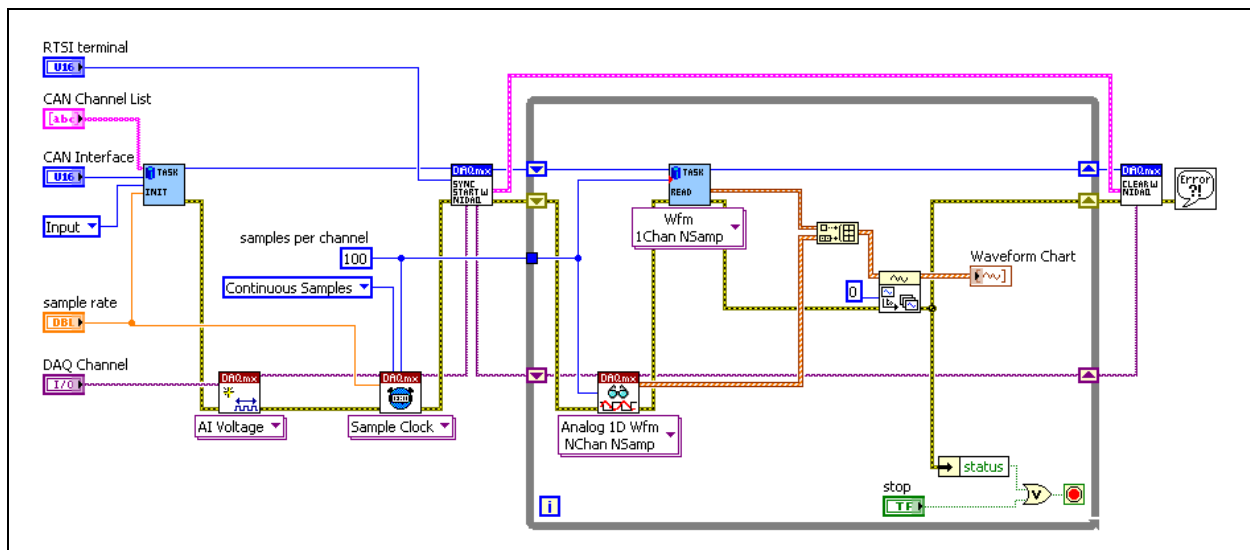 RTSI terminal
U16
CAN Channel List
[abc
CAN Interface
U16
TASK
INIT
Input
samples per channel
100
Continuous Samples
sample rate
DBL
DAQ Channel
I/O
DAQmx
AI Voltage
DAQmx
Sample Clock
DAQmx
SYNC
START W
NIDAQ
TASK
READ
Wfm
1Chan NSamp
DAQmx
Analog 1D Wfm
NChan NSamp
0
Waveform Chart
DAQmx
CLEAR W
NIDAQ
Error
?!
status
stop
TF
V
i